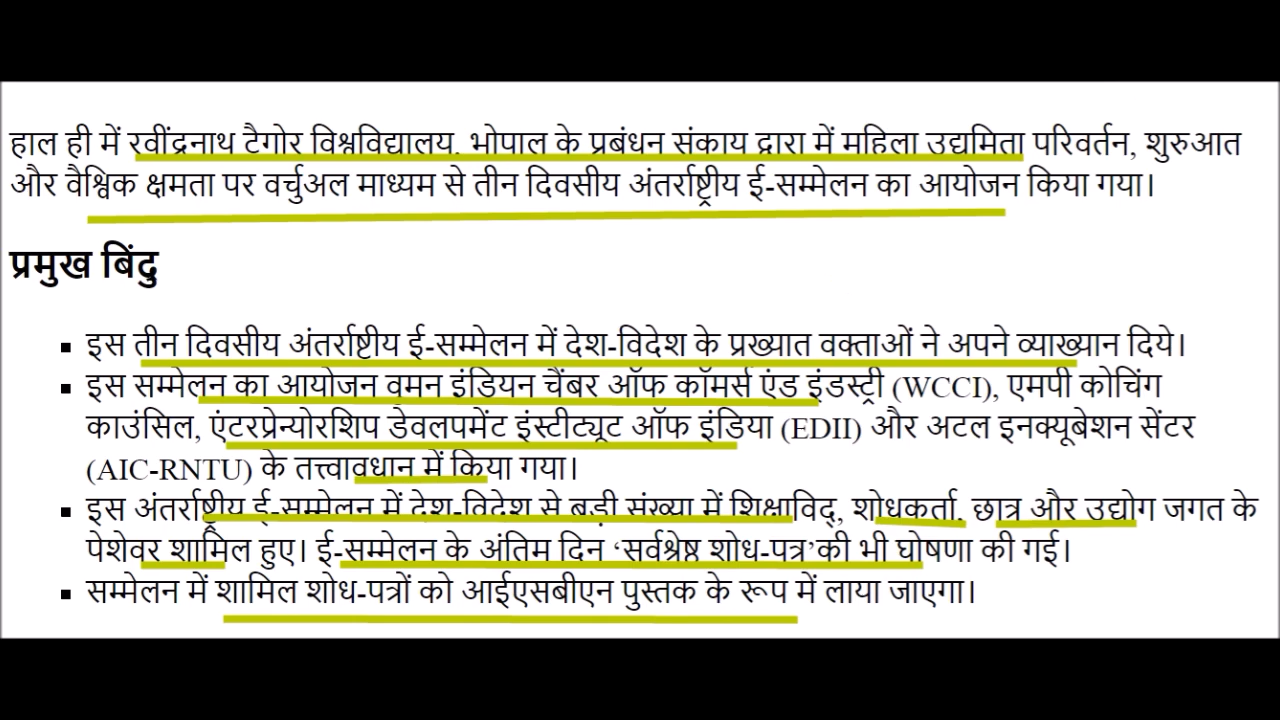 हाल ही में रवींद्रनाथ टैगोर विश्वविद्यालय, भोपाल के प्रबंधन संकाय द्वारा में महिला उद्यमिता परिवर्तन, शुरुआत
और वैश्विक क्षमता पर वर्चुअल माध्यम से तीन दिवसीय अंतर्राष्ट्रीय ई-सम्मेलन का आयोजन किया गया।
प्रमुख बिंदु
▪ इस तीन दिवसीय अंतर्राष्ट्रीय ई-सम्मेलन में देश-विदेश के प्रख्यात वक्ताओं ने अपने व्याख्यान दिये।
▪ इस सम्मेलन का आयोजन वूमन इंडियन चैंबर ऑफ कॉमर्स एंड इंडस्ट्री (WCCI), एमपी कोचिंग
काउंसिल, एंटरप्रेन्योरशिप डेवलपमेंट इंस्टीट्यूट ऑफ इंडिया (EDII) और अटल इनक्यूबेशन सेंटर
(AIC-RNTU) के तत्त्वावधान में किया गया।
▪ इस अंतर्राष्ट्रीय ई-सम्मेलन में देश-विदेश से बड़ी संख्या में शिक्षाविद्, शोधकर्ता, छात्र और उद्योग जगत के
पेशेवर शामिल हुए। ई-सम्मेलन के अंतिम दिन ‘सर्वश्रेष्ठ शोध-पत्र’की भी घोषणा की गई।
▪ सम्मेलन में शामिल शोध-पत्रों को आईएसबीएन पुस्तक के रूप में लाया जाएगा।